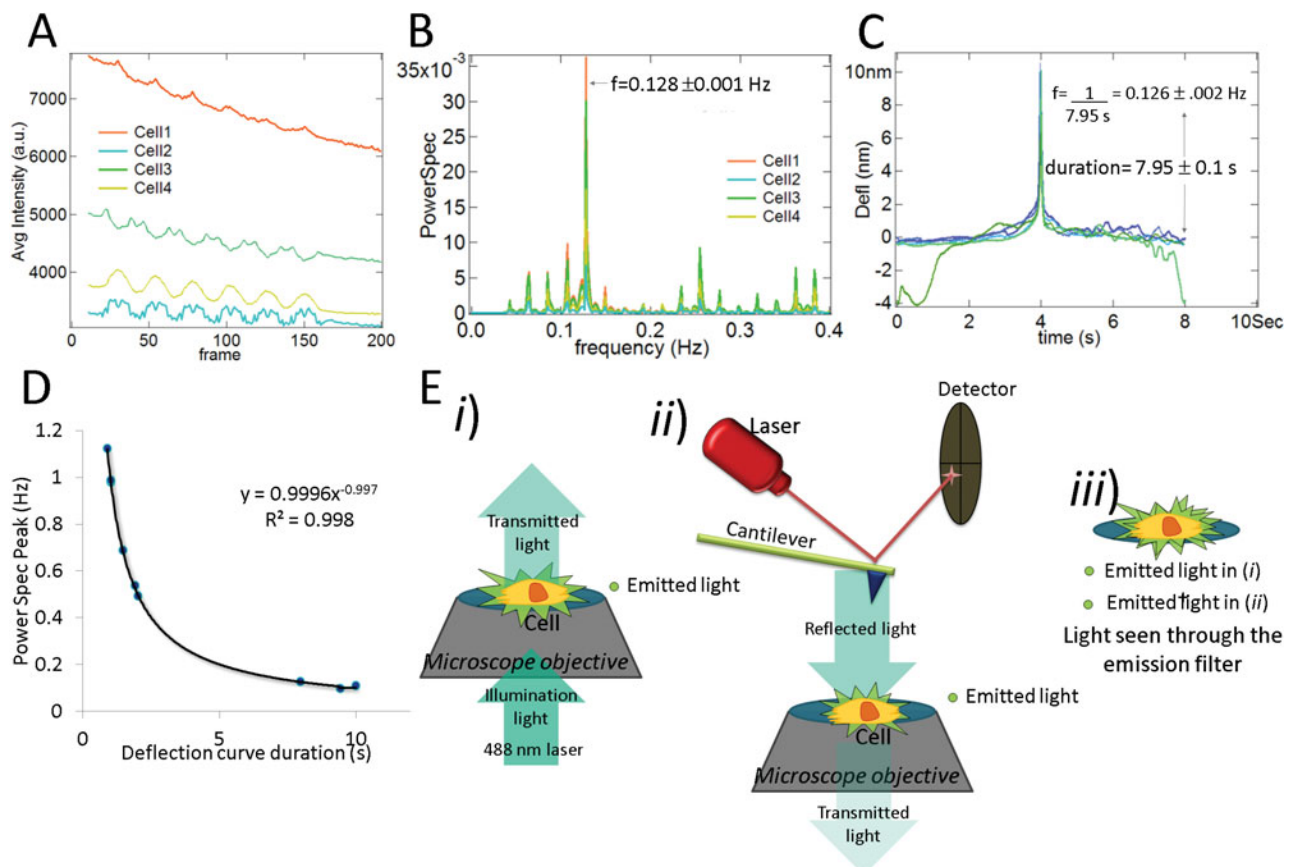 A
7000
6000
5000
4000
Avg Intensity (a.u.)
Cell1
Cell2
Cell3
Cell4
0
50
100
150
200
frame
B
35x10-3
30
25
20
15
10
5
0
PowerSpec
f=0.128 ±0.001 Hz
Cell1
Cell2
Cell3
Cell4
0.0
0.1
0.2
0.3
0.4
frequency (Hz)
C
10nm
8
6
4
2
0
-2
-4
Defl (nm)
f= 1 = 0.126 ± .002 Hz
7.95 s
duration= 7.95 ± 0.1 s
0
2
4
6
8
10Sec
time (s)
D
1.2
1
0.8
0.6
0.4
0.2
0
Power Spec Peak (Hz)
y = 0.9996x-0.997
R² = 0.998
0
5
10
Deflection curve duration (s)
E
i)
Transmitted
light
Emitted light
Cell
Microscope objective
Illumination
light
488 nm laser
ii)
Laser
Detector
Cantilever
Reflected light
Emitted light
Cell
Microscope objective
Transmitted
light
iii)
Emitted light in (i)
+
Emitted light in (ii)
Light seen through the
emission filter